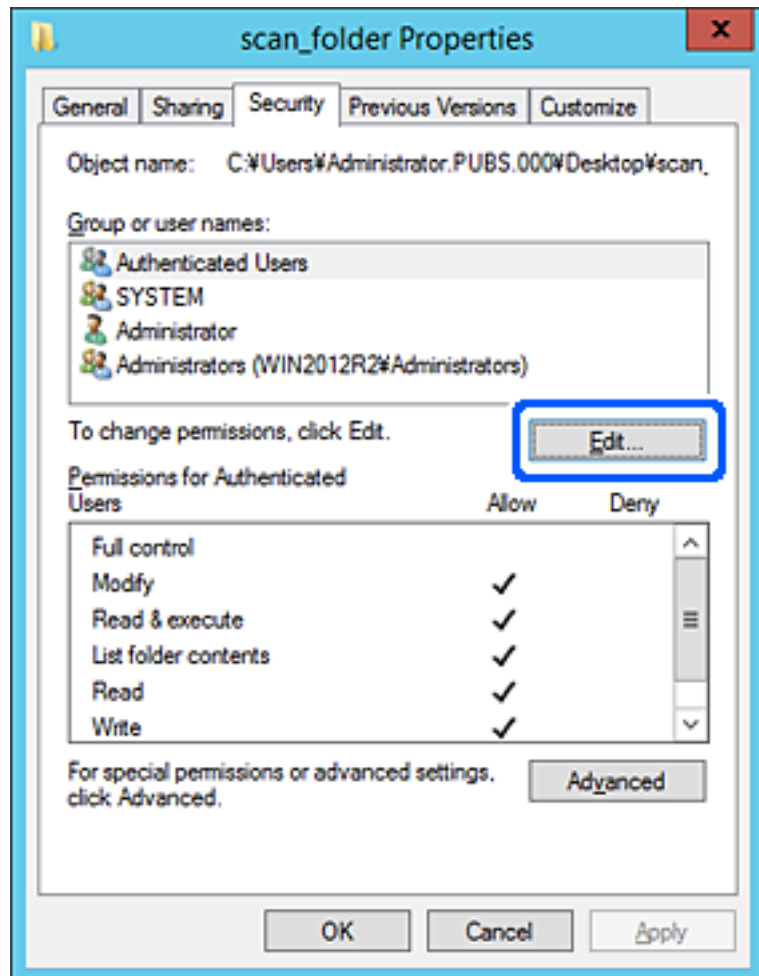 scan_folder Properties
x
General Sharing Security Previous Versions Customize
Object name: C:¥Users¥Administrator.PUBS.000¥Desktop¥scan_
Group or user names:
Authenticated Users
SYSTEM
Administrator
Administrators (WIN2012R2¥Administrators)
To change permissions, click Edit.
Edit...
Permissions for Authenticated
Users Allow Deny
Full control
Modify
Read & execute
List folder contents
Read
Write
For special permissions or advanced settings,
click Advanced.
Advanced
OK Cancel Apply